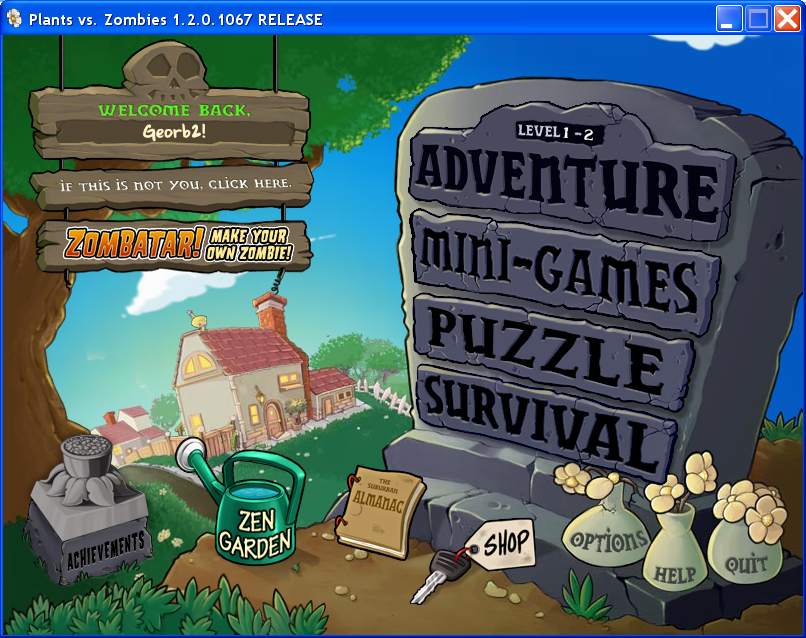 Plants vs. Zombies 1.2.0.1067 RELEASE
WELCOME BACK,
Georb2!
IF THIS IS NOT YOU, CLICK HERE.
ZOMBATAR! MAKE YOUR
OWN ZOMBIE!
LEVEL 1 - 2
ADVENTURE
MINI-GAMES
PUZZLE
SURVIVAL
ACHIEVEMENTS
ZEN
GARDEN
THE
SUBURBAN
ALMANAC
SHOP
OPTIONS
HELP
QUIT